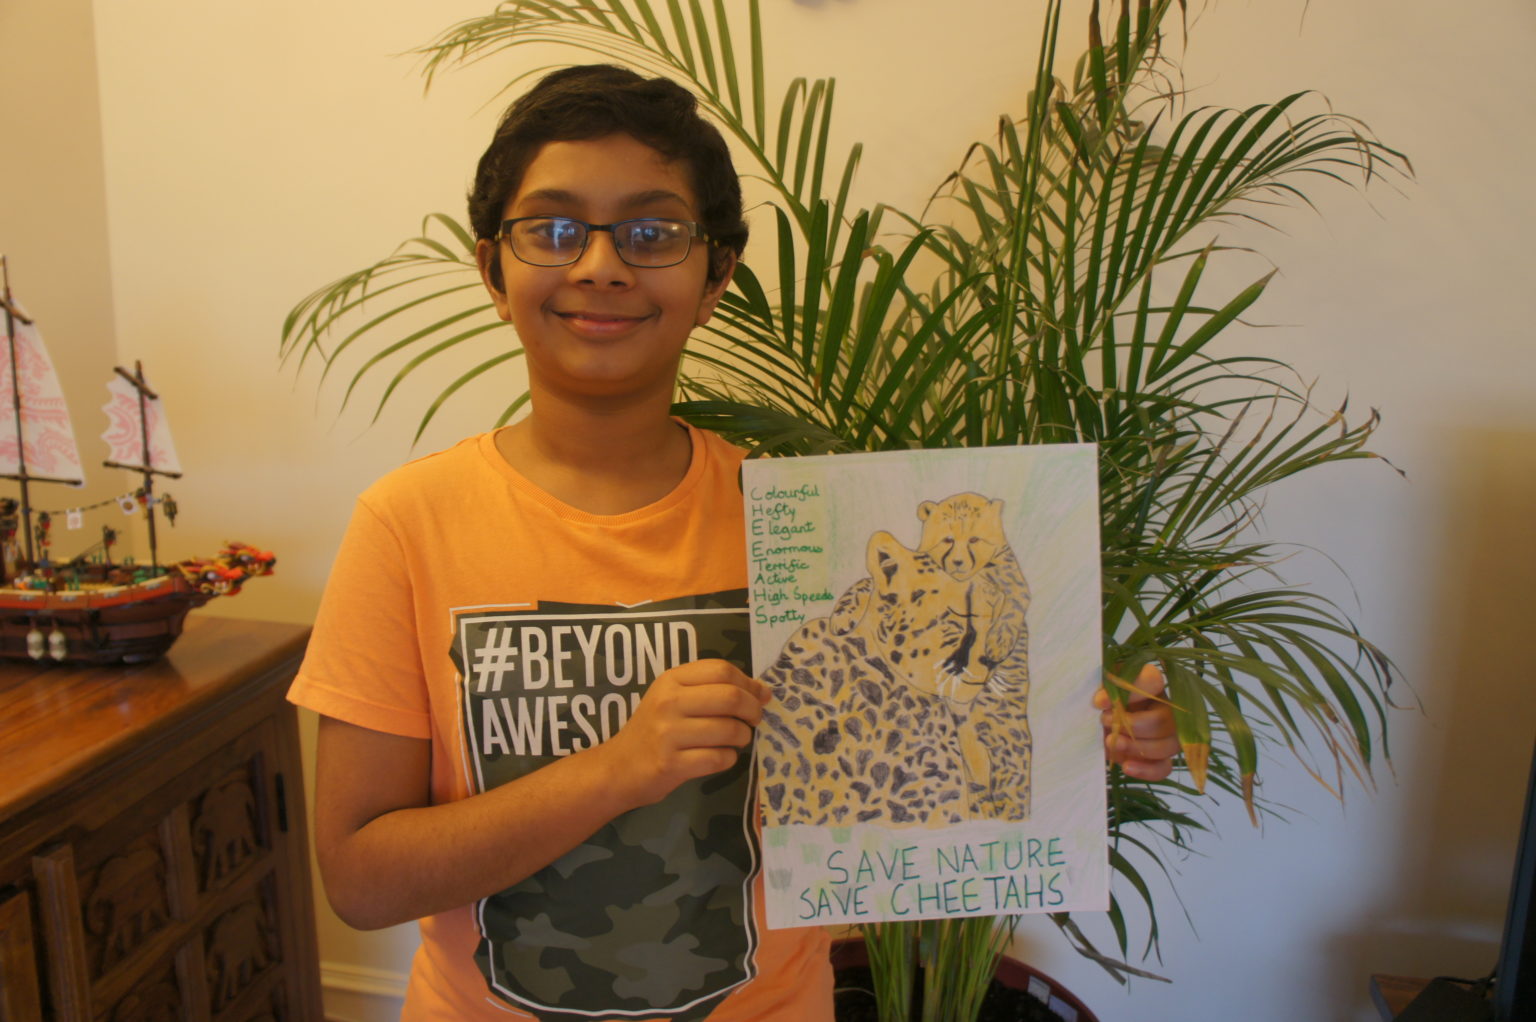 #BEYOND
AWESO
Colourful
Hefty
Elegant
Enormous
Terrific
Active
High Speeds
Spotty
SAVE NATURE
SAVE CHEETAHS